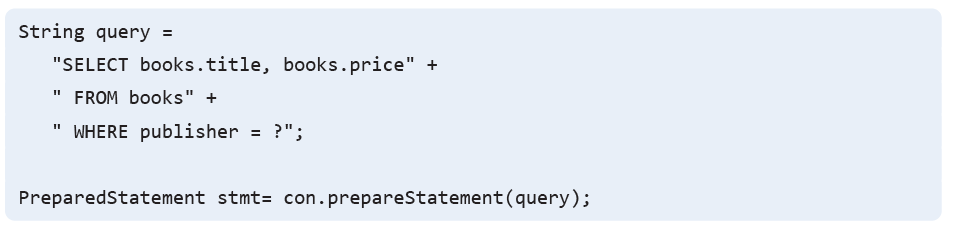 String query =
"SELECT books.title, books.price" +
" FROM books" +
" WHERE publisher = ?";
PreparedStatement stmt= con.prepareStatement(query);